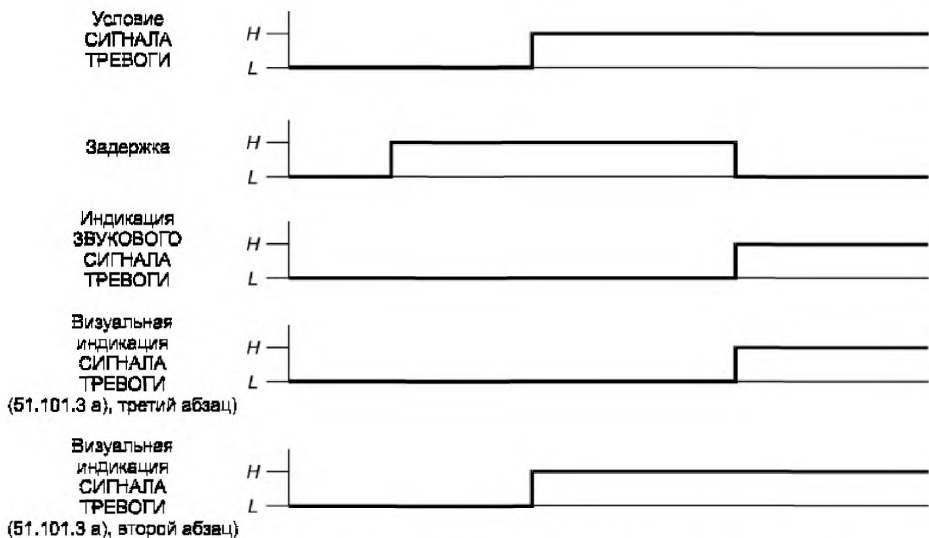 Условие
СИГНАЛА
ТРЕВОГИ
H
L
Задержка
H
L
Индикация
ЗВУКОВОГО
СИГНАЛА
ТРЕВОГИ
H
L
Визуальная
индикация
СИГНАЛА
ТРЕВОГИ
(51.101.3 а), третий абзац)
H
L
Визуальная
индикация
СИГНАЛА
ТРЕВОГИ
(51.101.3 а), второй абзац)
H
L